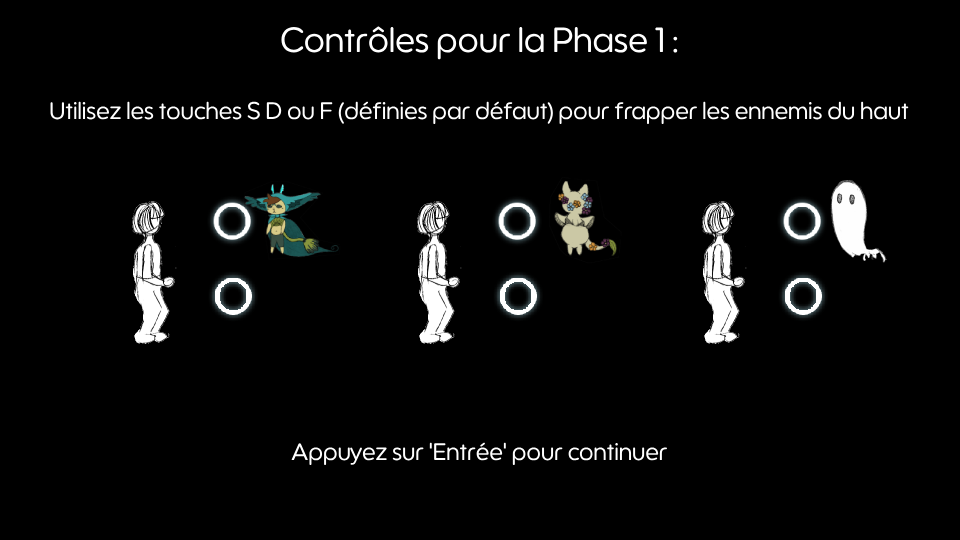 Contrôles pour la Phase 1 :
Utilisez les touches S D ou F (définies par défaut) pour frapper les ennemis du haut
Appuyez sur 'Entrée' pour continuer